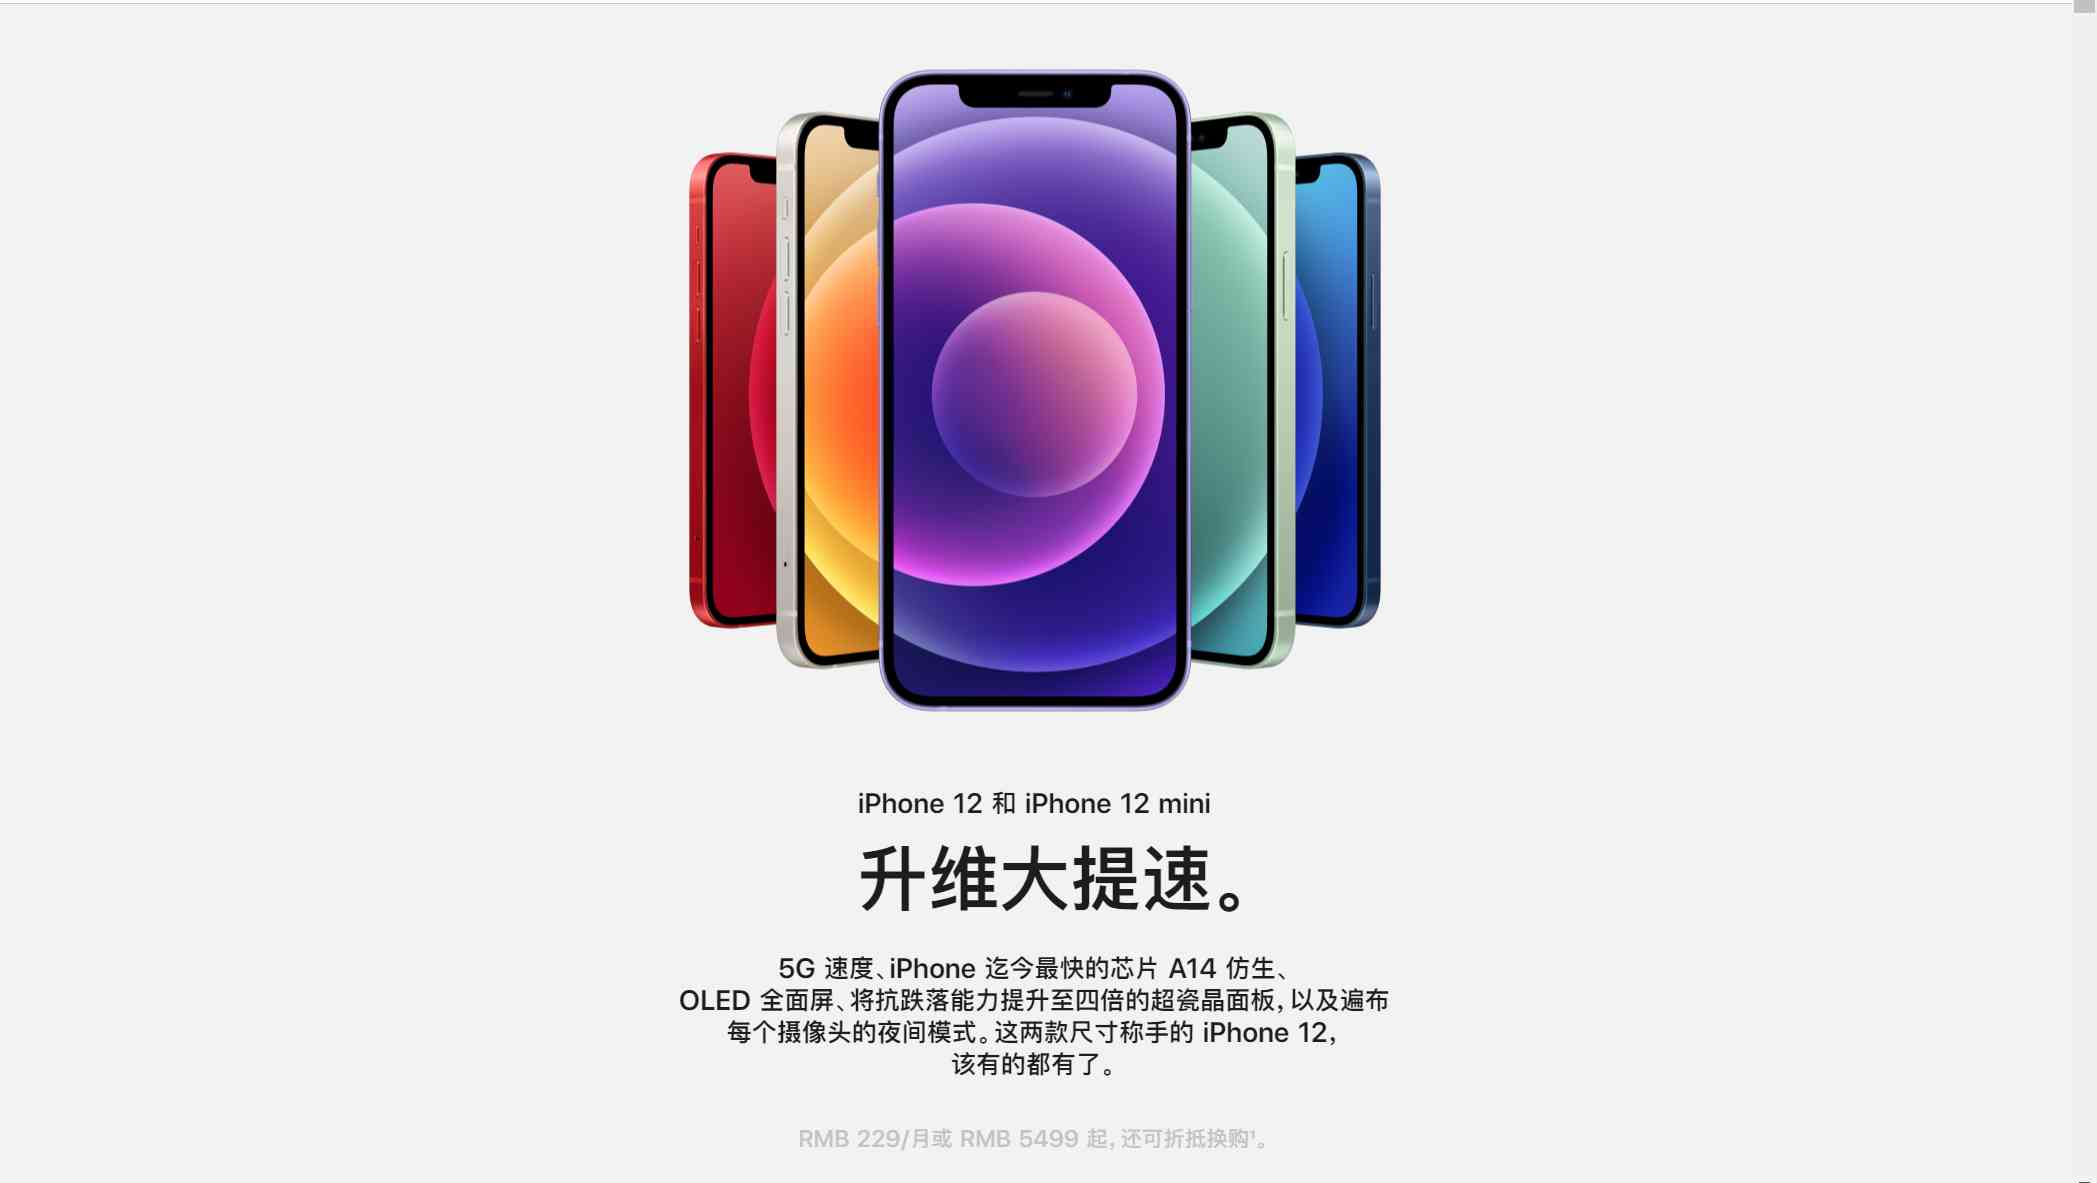 iPhone 12 和 iPhone 12 mini
升维大提速。
5G 速度、iPhone 迄今最快的芯片 A14 仿生、
OLED 全面屏、将抗跌落能力提升至四倍的超瓷晶面板，以及遍布
每个摄像头的夜间模式。这两款尺寸称手的 iPhone 12，
该有的都有了。
RMB 229/月或 RMB 5499 起，还可折抵换购¹。